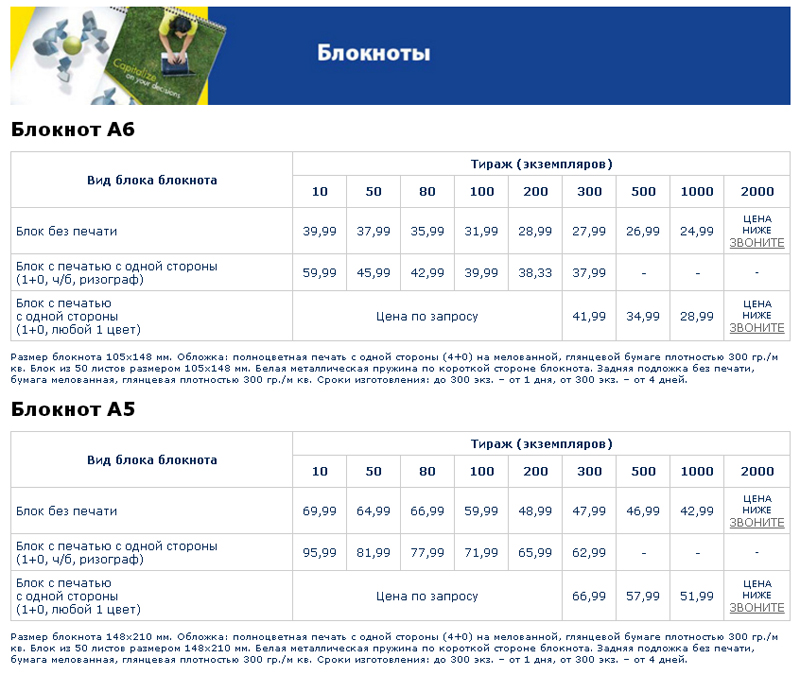 Capitalize
on your decisions
Блокноты
Блокнот А6
Вид блока блокнота
Тираж (экземпляров)
10 50 80 100 200 300 500 1000 2000
Блок без печати 39,99 37,99 35,99 31,99 28,99 27,99 26,99 24,99 ЦЕНА НИЖЕ ЗВОНИТЕ
Блок с печатью с одной стороны
(1+0, ч/б, ризограф) 59,99 45,99 42,99 39,99 38,33 37,99 - - -
Блок с печатью
с одной стороны
(1+0, любой 1 цвет) Цена по запросу 41,99 34,99 28,99 ЦЕНА НИЖЕ ЗВОНИТЕ
Размер блокнота 105х148 мм. Обложка: полноцветная печать с одной стороны (4+0) на мелованной, глянцевой бумаге плотностью 300 гр./м
кв. Блок из 50 листов размером 105х148 мм. Белая металлическая пружина по короткой стороне блокнота. Задняя подложка без печати,
бумага мелованная, глянцевая плотностью 300 гр./м кв. Сроки изготовления: до 300 экз. – от 1 дня, от 300 экз. – от 4 дней.
Блокнот А5
Вид блока блокнота
Тираж (экземпляров)
10 50 80 100 200 300 500 1000 2000
Блок без печати 69,99 64,99 66,99 59,99 48,99 47,99 46,99 42,99 ЦЕНА НИЖЕ ЗВОНИТЕ
Блок с печатью с одной стороны
(1+0, ч/б, ризограф) 95,99 81,99 77,99 71,99 65,99 62,99 - - -
Блок с печатью
с одной стороны
(1+0, любой 1 цвет) Цена по запросу 66,99 57,99 51,99 ЦЕНА НИЖЕ ЗВОНИТЕ
Размер блокнота 148х210 мм. Обложка: полноцветная печать с одной стороны (4+0) на мелованной, глянцевой бумаге плотностью 300 гр./м
кв. Блок из 50 листов размером 148х210 мм. Белая металлическая пружина по короткой стороне блокнота. Задняя подложка без печати,
бумага мелованная, глянцевая плотностью 300 гр./м кв. Сроки изготовления: до 300 экз. – от 1 дня, от 300 экз. – от 4 дней.